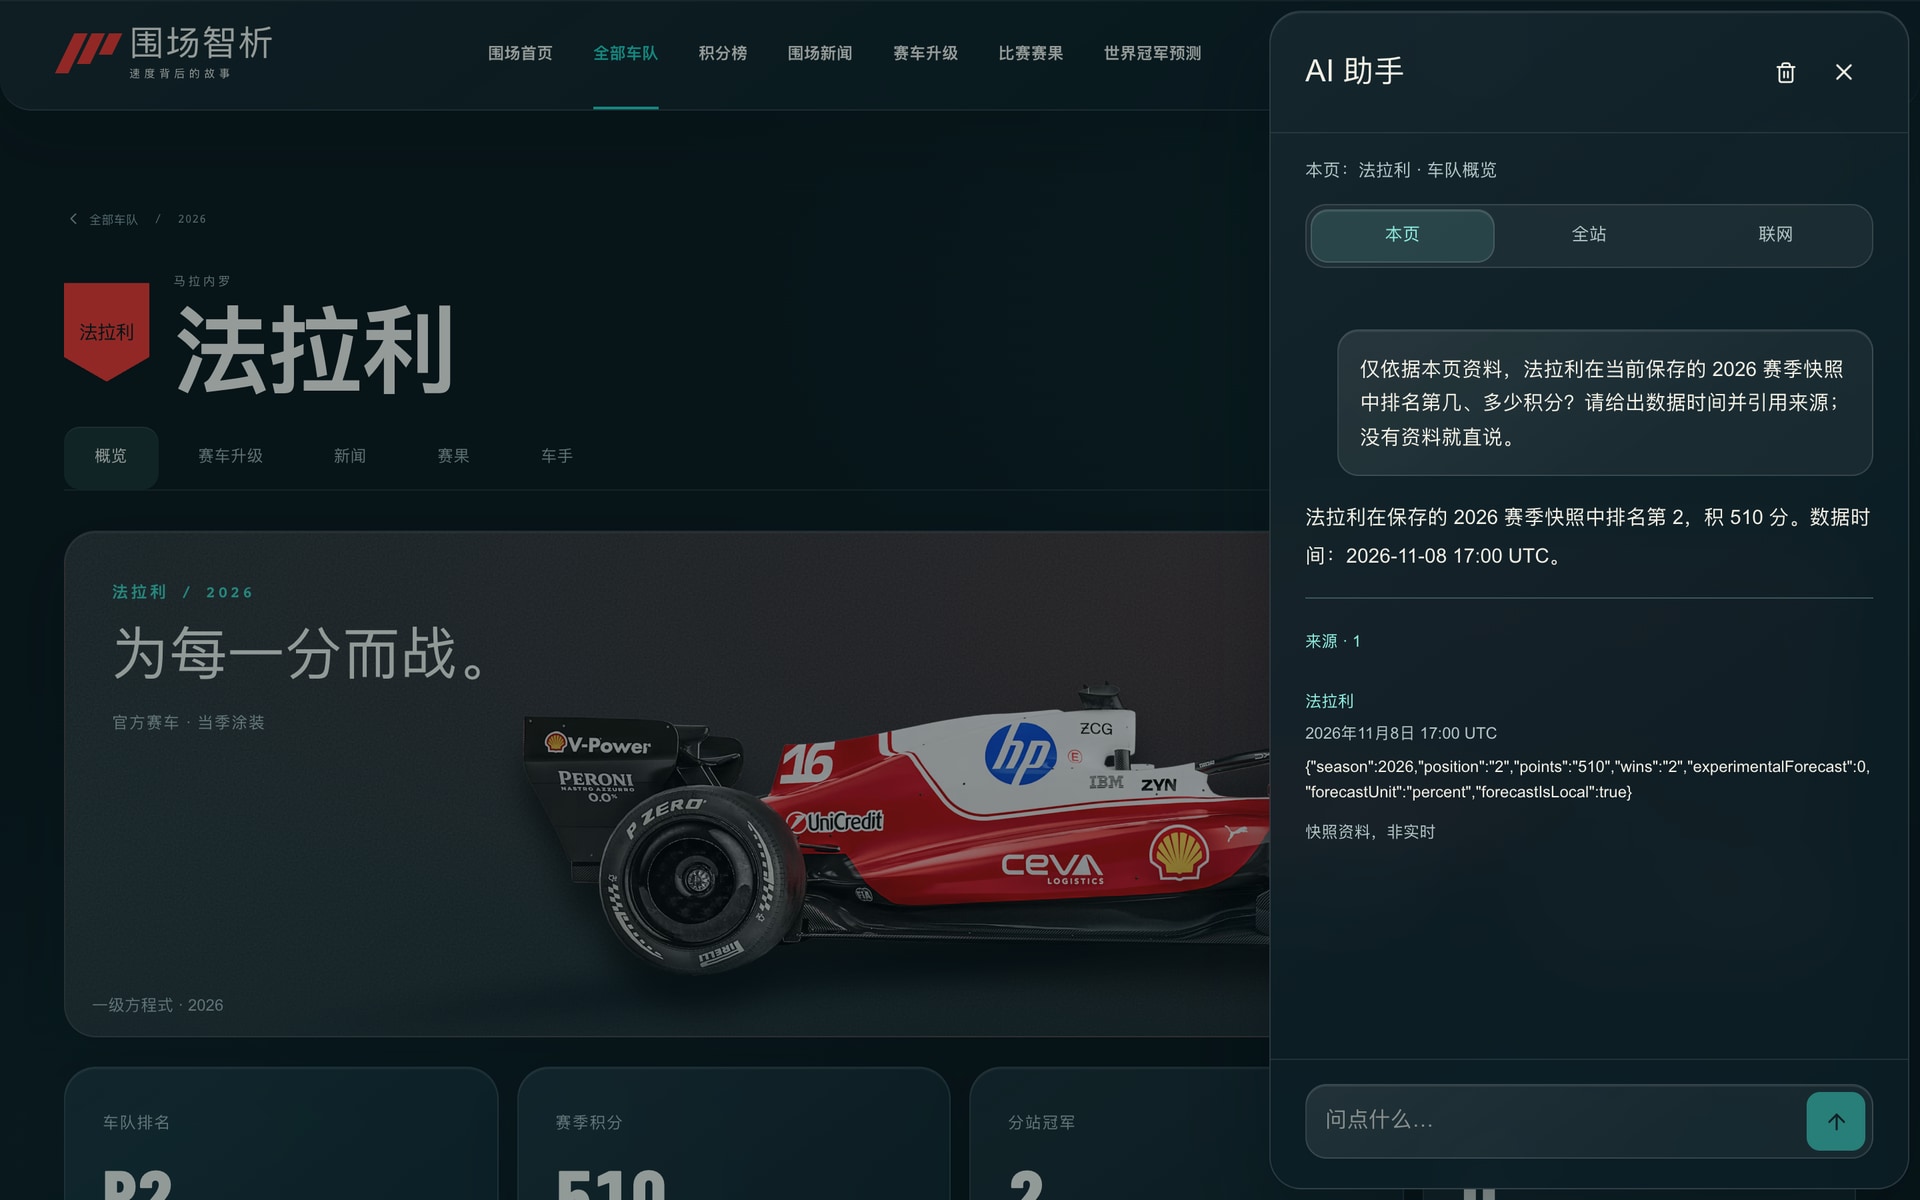 围场智析
速度背后的故事
围场首页
全部车队
积分榜
围场新闻
赛车升级
比赛赛果
世界冠军预测
全部车队 / 2026
马拉内罗
法拉利
法拉利
概览
赛车升级
新闻
赛果
车手
法拉利 / 2026
为每一分而战。
官方赛车 · 当季涂装
V-Power
PERONI
NASTRO AZZURRO
0.0%
P ZERO
PIRELLI
16
UniCredit
hp
ZCG
E
IBM
ZYN
CEVA
LOGISTICS
FIA
一级方程式 · 2026
车队排名
P2
赛季积分
510
分站冠军
2
AI 助手
本页：法拉利 · 车队概览
本页
全站
联网
仅依据本页资料，法拉利在当前保存的 2026 赛季快照
中排名第几、多少积分？请给出数据时间并引用来源；
没有资料就直说。
法拉利在保存的 2026 赛季快照中排名第 2，积 510 分。数据时
间：2026-11-08 17:00 UTC。
来源 · 1
法拉利
2026年11月8日 17:00 UTC
{"season":2026,"position":"2","points":"510","wins":"2","experimentalForecast":0,
"forecastUnit":"percent","forecastIsLocal":true}
快照资料，非实时
问点什么...